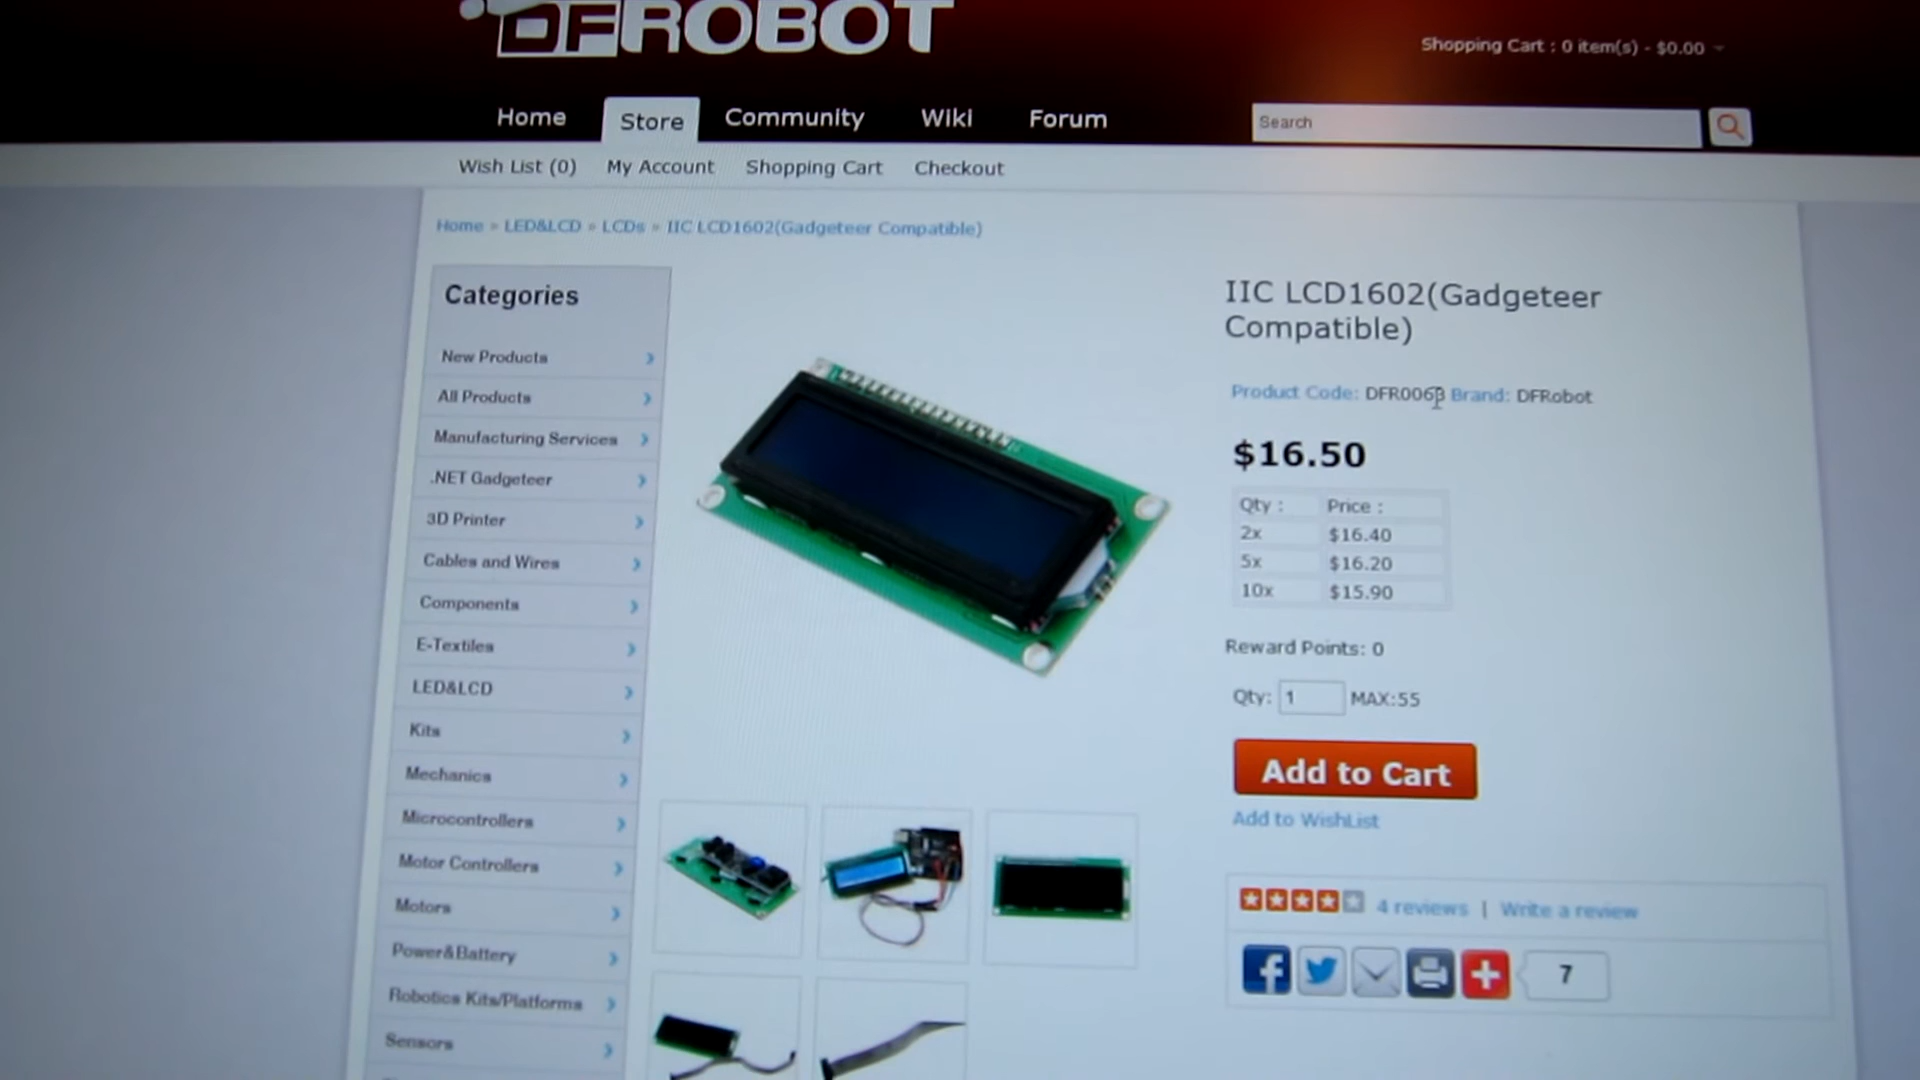 DFROBOT
Shopping Cart : 0 item(s) - $0.00
Home
Store
Community
Wiki
Forum
Search
Wish List (0)
My Account
Shopping Cart
Checkout
Home » LED&LCD » LCDs » IIC LCD1602(Gadgeteer Compatible)
Categories
New Products
All Products
Manufacturing Services
.NET Gadgeteer
3D Printer
Cables and Wires
Components
E-Textiles
LED&LCD
Kits
Mechanics
Microcontrollers
Motor Controllers
Motors
Power&Battery
Robotics Kits/Platforms
Sensors
IIC LCD1602(Gadgeteer
Compatible)
Product Code: DFR0063 Brand: DFRobot
$16.50
Qty : Price :
2x $16.40
5x $16.20
10x $15.90
Reward Points: 0
Qty: 1 MAX:55
Add to Cart
Add to WishList
4 reviews | Write a review
7